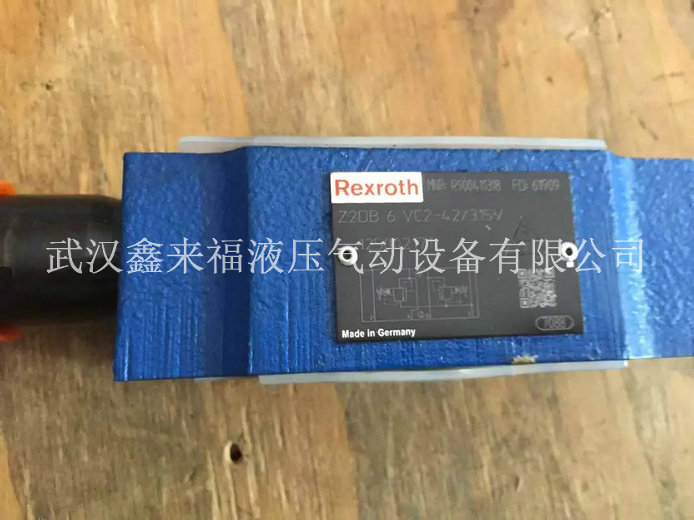 Rexroth MNR: R900411318 FD: 61909
Z2DB 6 VC2-42/315V
武汉鑫来福液压气动设备有限公司
Made in Germany